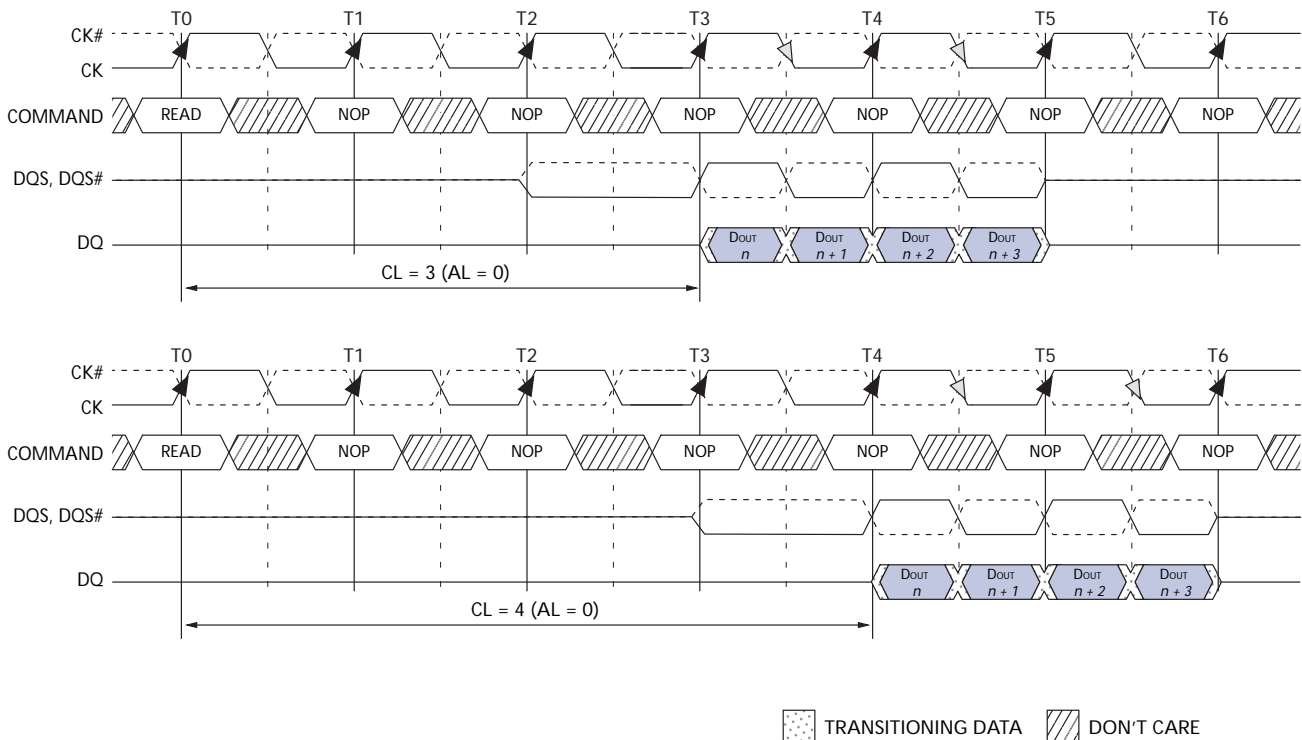 T0 T1 T2 T3 T4 T5 T6
CK#
CK
COMMAND READ NOP NOP NOP NOP NOP NOP
DQS, DQS#
DQ DOUT n DOUT n + 1 DOUT n + 2 DOUT n + 3
CL = 3 (AL = 0)
T0 T1 T2 T3 T4 T5 T6
CK#
CK
COMMAND READ NOP NOP NOP NOP NOP NOP
DQS, DQS#
DQ DOUT n DOUT n + 1 DOUT n + 2 DOUT n + 3
CL = 4 (AL = 0)
TRANSITIONING DATA DON'T CARE